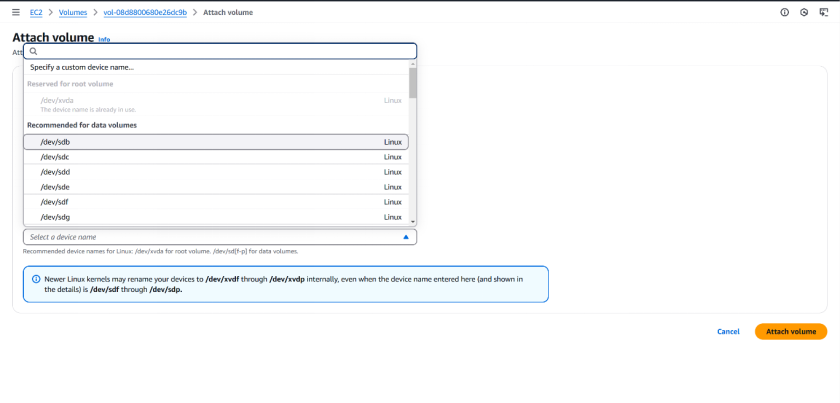 EC2 > Volumes > vol-08d8800680e26dc9b > Attach volume
Attach volume Info
Att
Specify a custom device name...
Reserved for root volume
/dev/xvda Linux
The device name is already in use.
Recommended for data volumes
/dev/sdb Linux
/dev/sdc Linux
/dev/sdd Linux
/dev/sde Linux
/dev/sdf Linux
/dev/sdg Linux
Select a device name
Recommended device names for Linux: /dev/xvda for root volume. /dev/sd[f-p] for data volumes.
Newer Linux kernels may rename your devices to /dev/xvdf through /dev/xvdp internally, even when the device name entered here (and shown in
the details) is /dev/sdf through /dev/sdp.
Cancel Attach volume